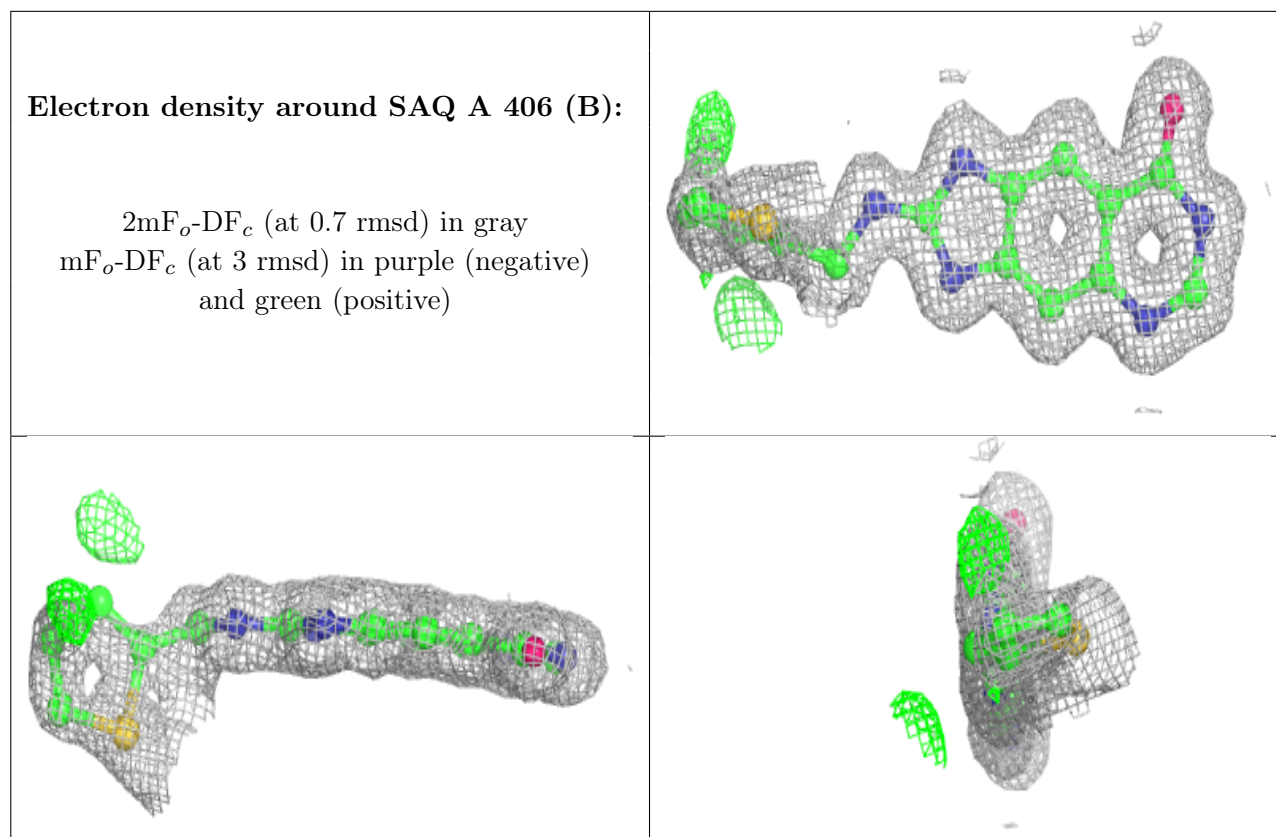 Electron density around SAQ A 406 (B):
2mFo-DFc (at 0.7 rmsd) in gray
mFo-DFc (at 3 rmsd) in purple (negative)
and green (positive)